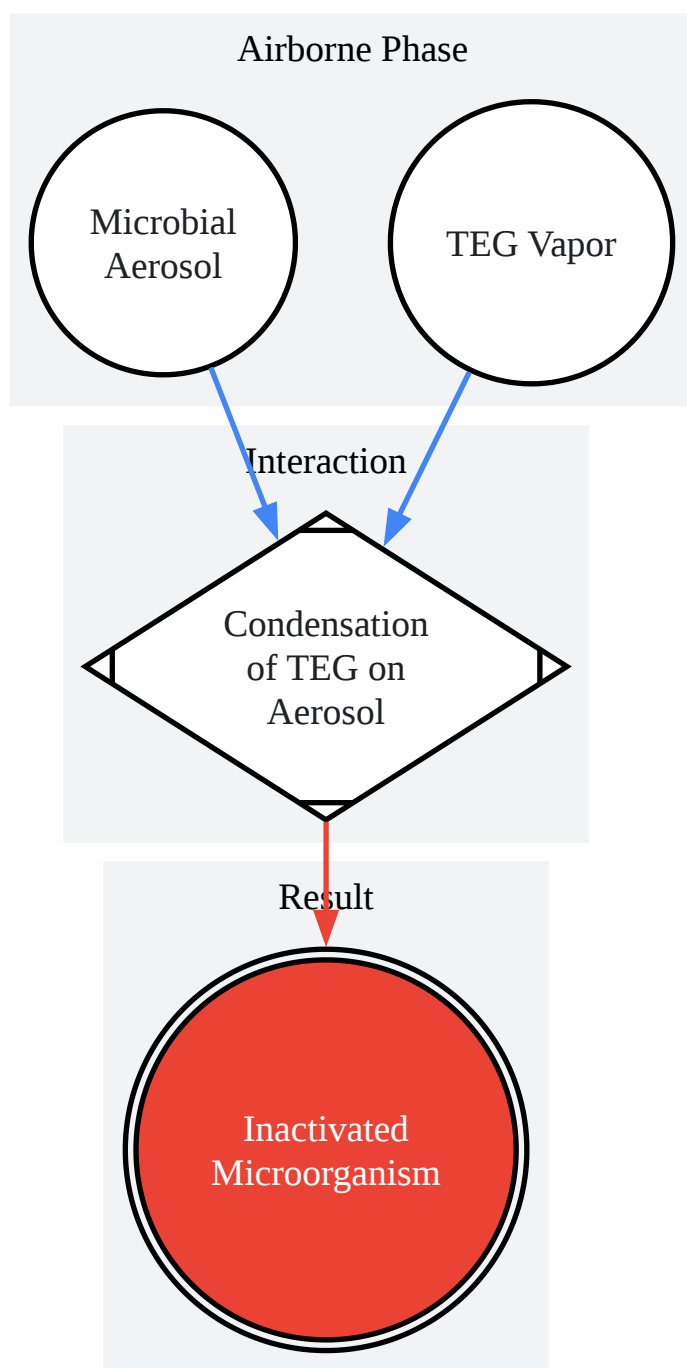 Airborne Phase
Microbial
Aerosol
TEG Vapor
Interaction
Condensation
of TEG on
Aerosol
Result
Inactivated
Microorganism